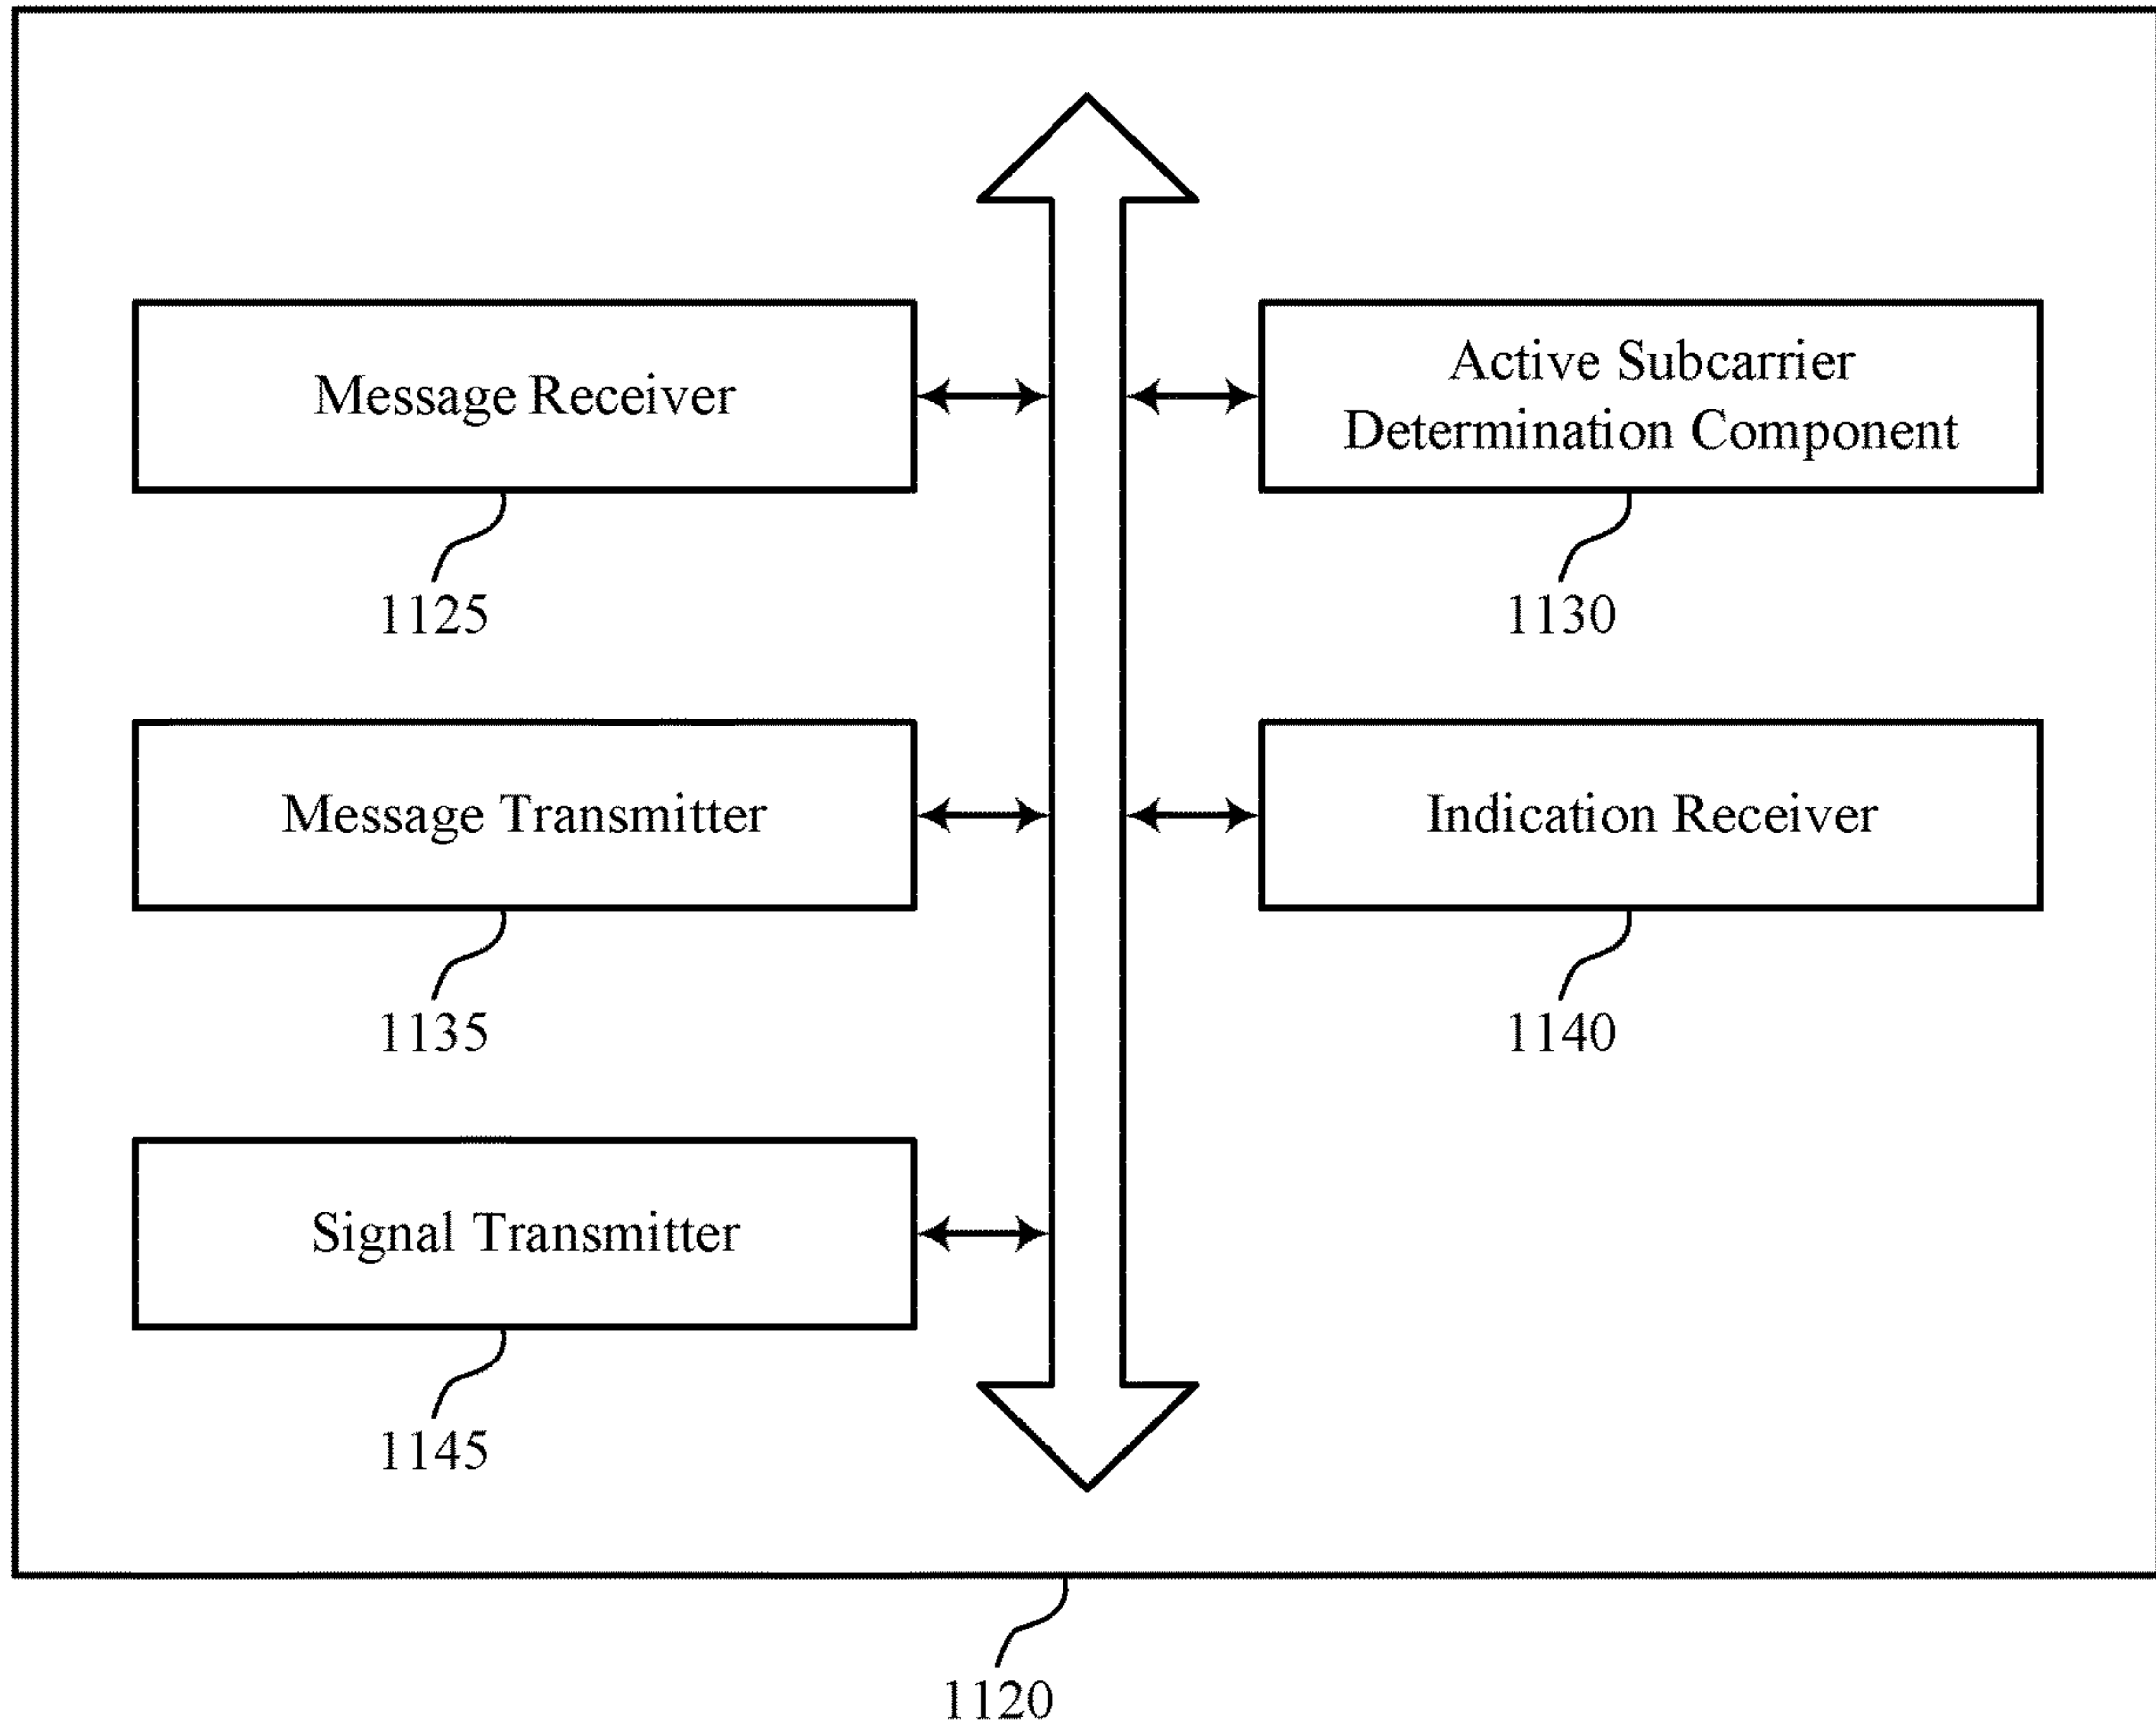 Message Receiver
1125
Active Subcarrier
Determination Component
1130
Message Transmitter
1135
Indication Receiver
1140
Signal Transmitter
1145
1120